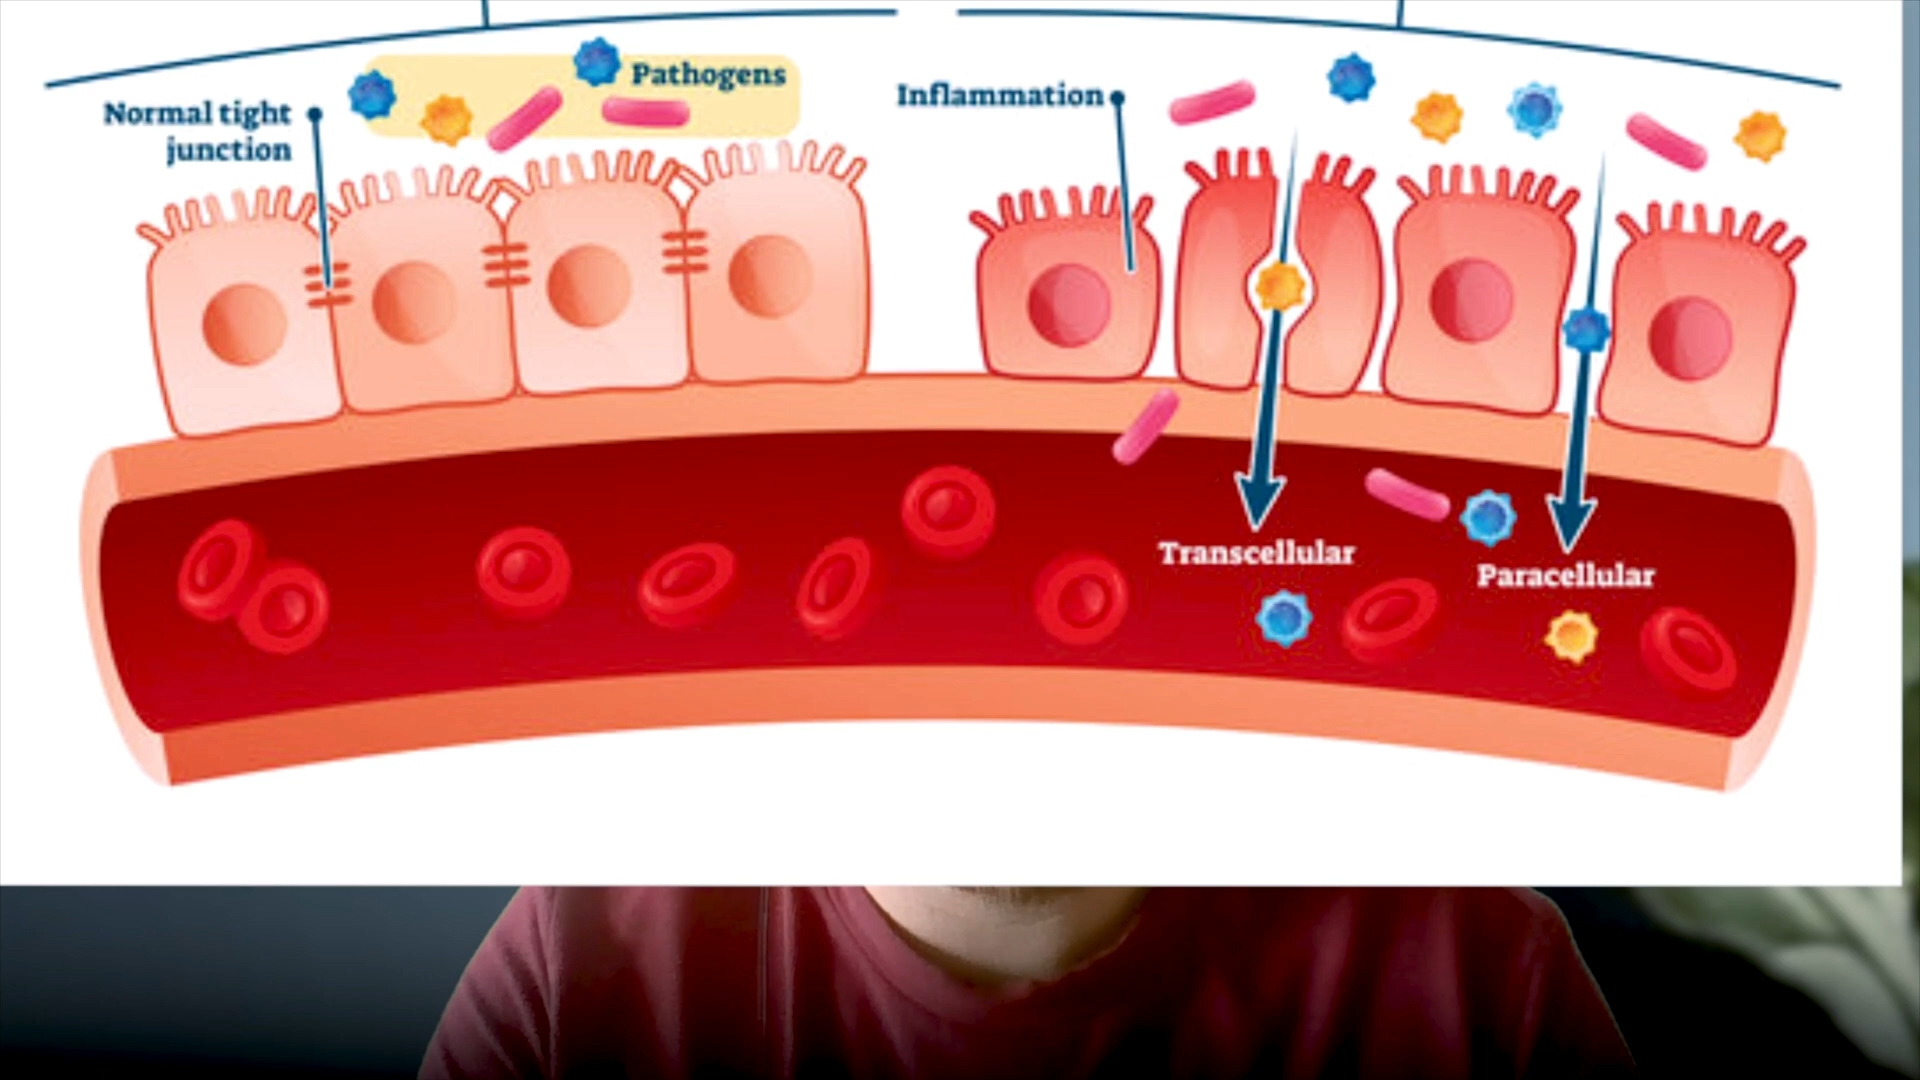 Pathogens
Normal tight
junction
Inflammation
Transcellular
Paracellular